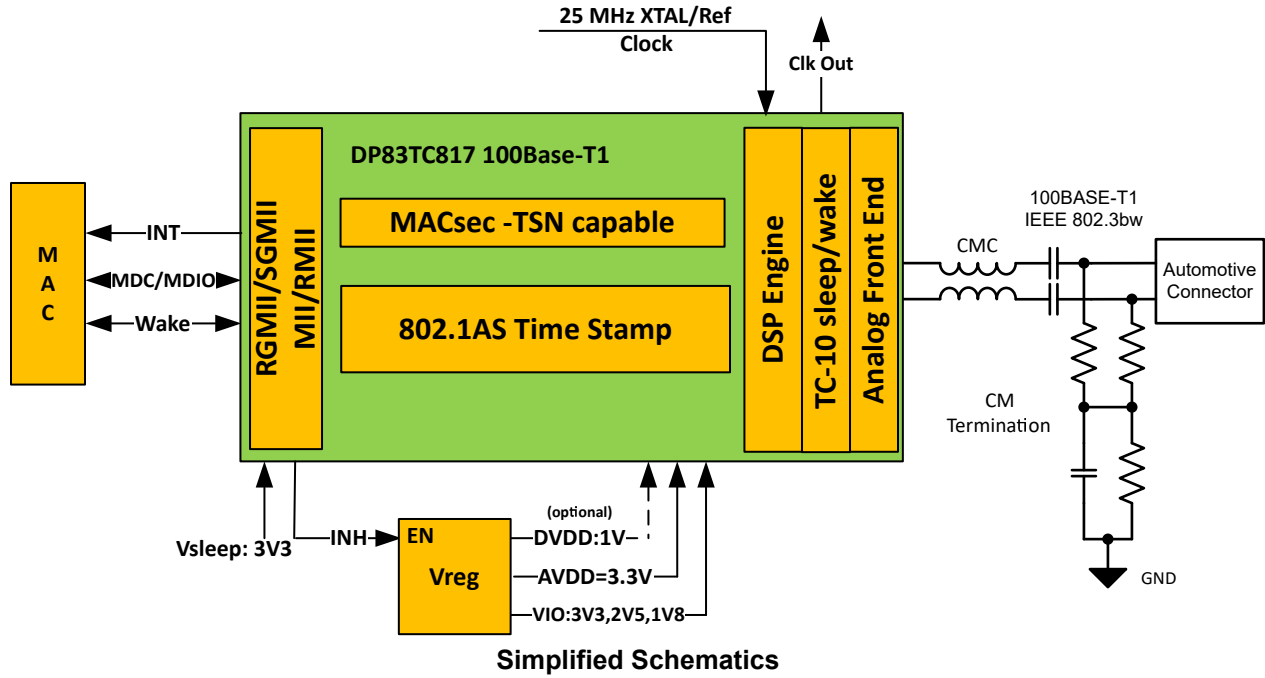 25 MHz XTAL/Ref
Clock
Clk Out
DP83TC817 100Base-T1
MAC
INT
MDC/MDIO
Wake
RGMII/SGMII
MII/RMII
MACsec -TSN capable
802.1AS Time Stamp
DSP Engine
TC-10 sleep/wake
Analog Front End
CMC
100BASE-T1
IEEE 802.3bw
Automotive
Connector
CM
Termination
GND
Vsleep: 3V3
INH
EN
Vreg
(optional)
DVDD:1V
AVDD=3.3V
VIO:3V3,2V5,1V8
Simplified Schematics